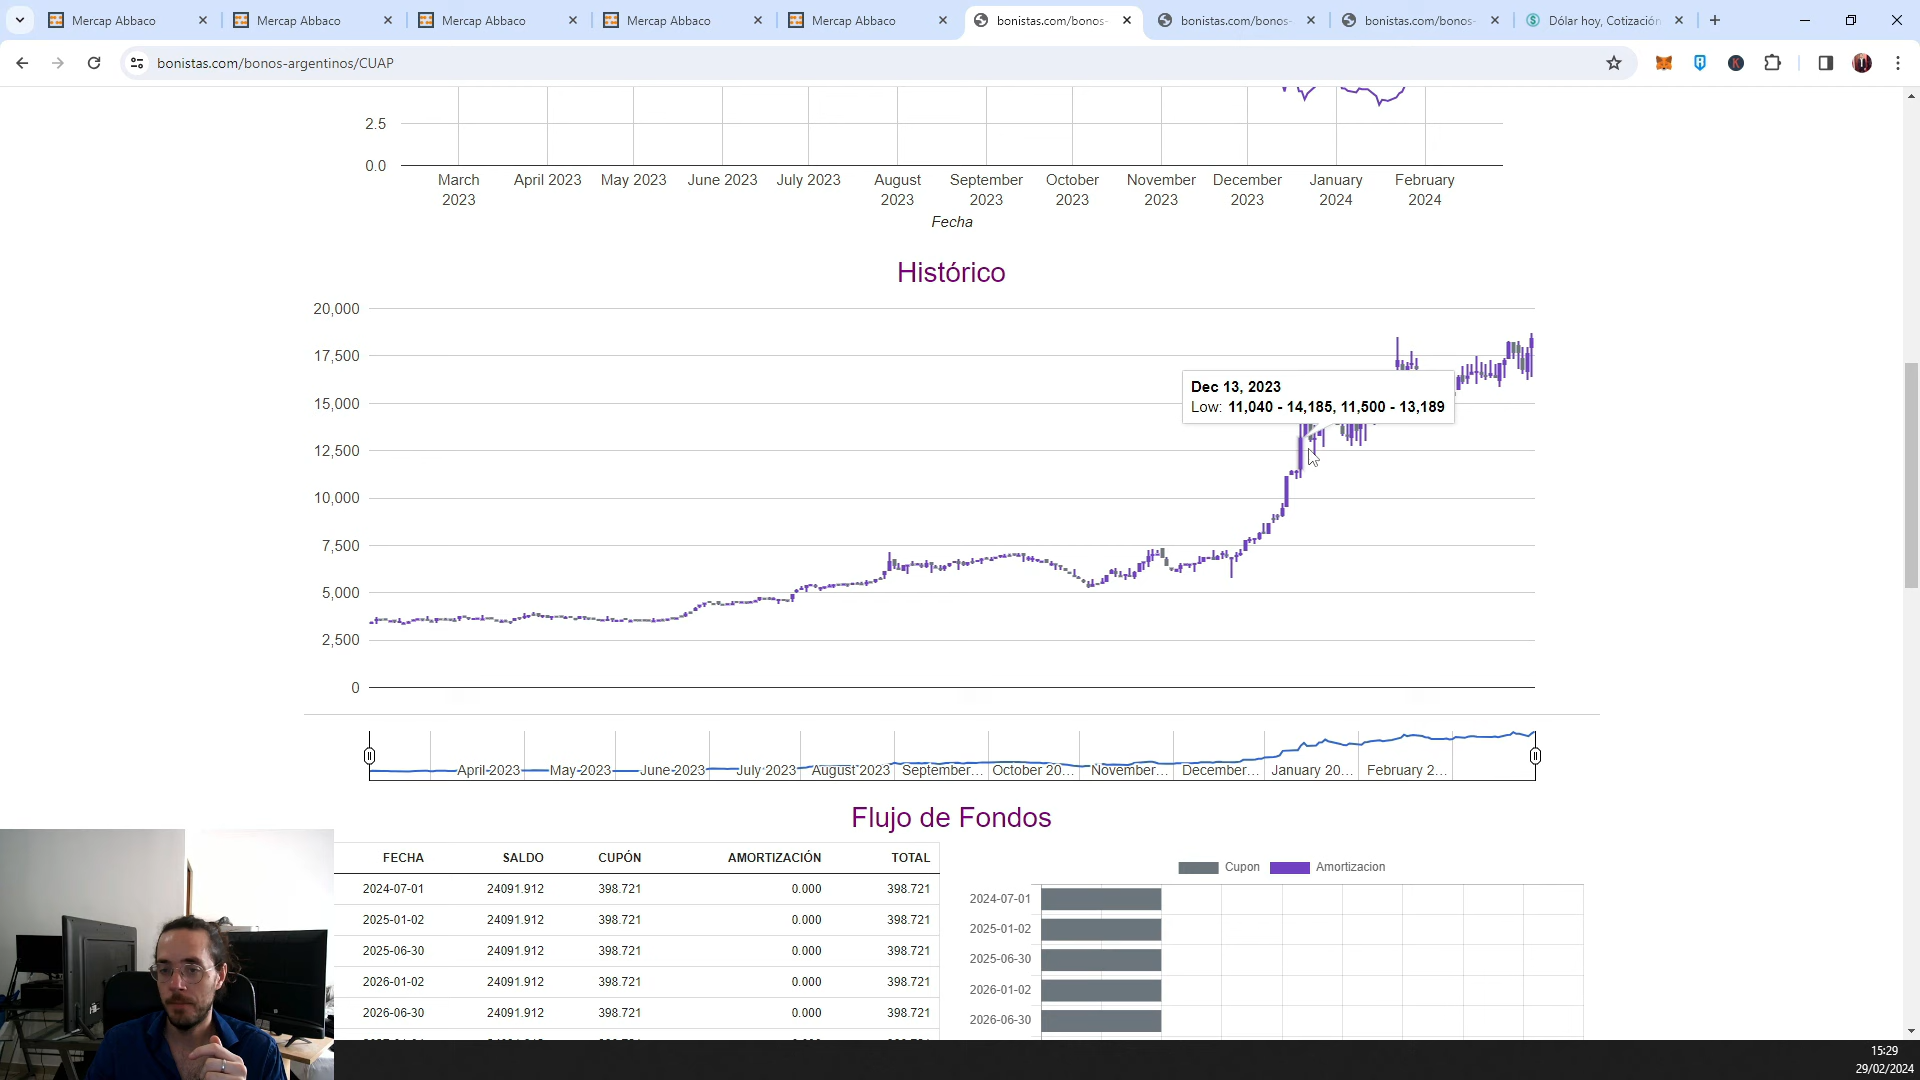 Mercap Abbaco
Mercap Abbaco
Mercap Abbaco
Mercap Abbaco
Mercap Abbaco
bonistas.com/bonos-
bonistas.com/bonos-
bonistas.com/bonos-
Dólar hoy, Cotización
bonistas.com/bonos-argentinos/CUAP
2.5
0.0
March 2023
April 2023
May 2023
June 2023
July 2023
August 2023
September 2023
October 2023
November 2023
December 2023
January 2024
February 2024
Fecha
Histórico
20,000
17,500
15,000
12,500
10,000
7,500
5,000
2,500
0
Dec 13, 2023
Low: 11,040 - 14,185, 11,500 - 13,189
April 2023
May 2023
June 2023
July 2023
August 2023
September…
October 20…
November…
December…
January 20…
February 2…
Flujo de Fondos
FECHA SALDO CUPÓN AMORTIZACIÓN TOTAL
2024-07-01 24091.912 398.721 0.000 398.721
2025-01-02 24091.912 398.721 0.000 398.721
2025-06-30 24091.912 398.721 0.000 398.721
2026-01-02 24091.912 398.721 0.000 398.721
2026-06-30 24091.912 398.721 0.000 398.721
Cupon Amortizacion
2024-07-01
2025-01-02
2025-06-30
2026-01-02
2026-06-30
15:29
29/02/2024